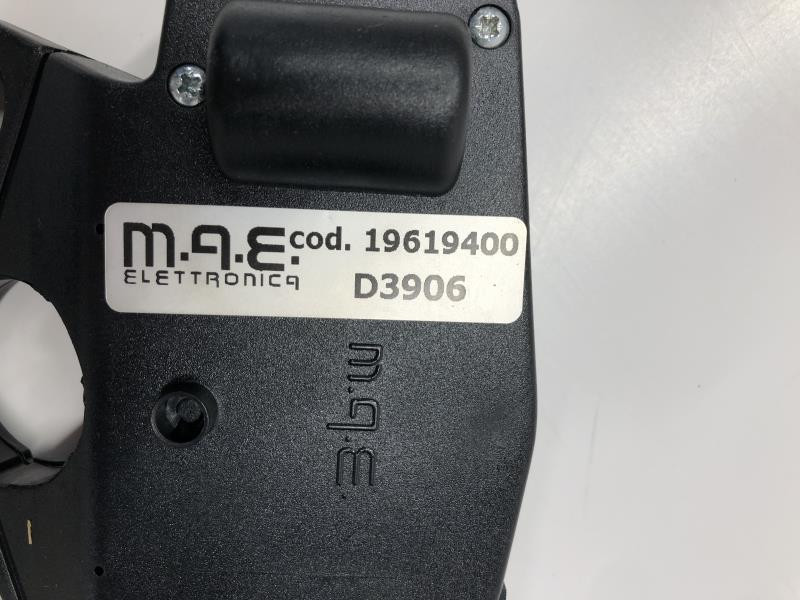 m.a.E. cod. 19619400
ELETTRONICA D3906
m.a.E